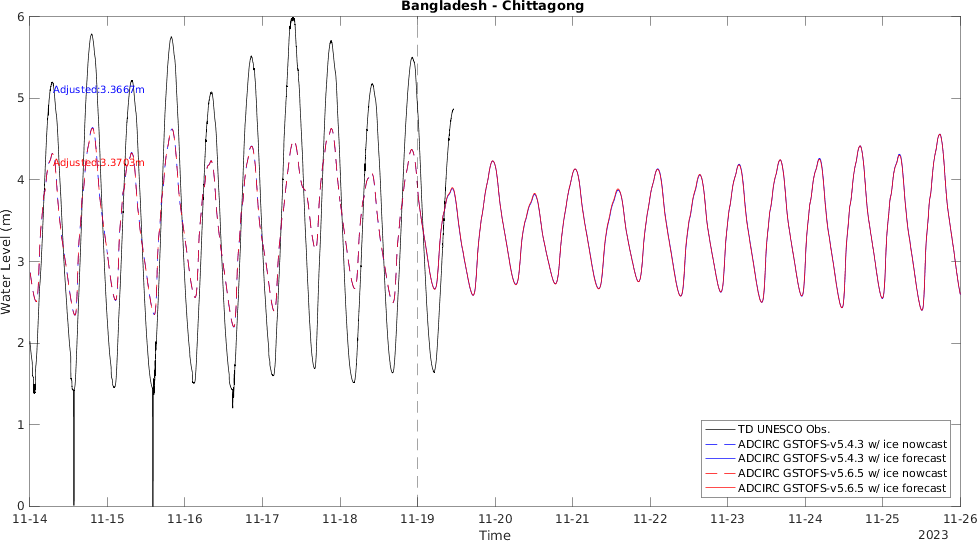 Bangladesh - Chittagong
6
5
4
3
2
1
0
Water Level (m)
Adjusted:3.3667m
Adjusted:3.3703m
TD UNESCO Obs.
ADCIRC GSTOFS-v5.4.3 w/ ice nowcast
ADCIRC GSTOFS-v5.4.3 w/ ice forecast
ADCIRC GSTOFS-v5.6.5 w/ ice nowcast
ADCIRC GSTOFS-v5.6.5 w/ ice forecast
11-14 11-15 11-16 11-17 11-18 11-19 11-20 11-21 11-22 11-23 11-24 11-25 11-26
Time
2023